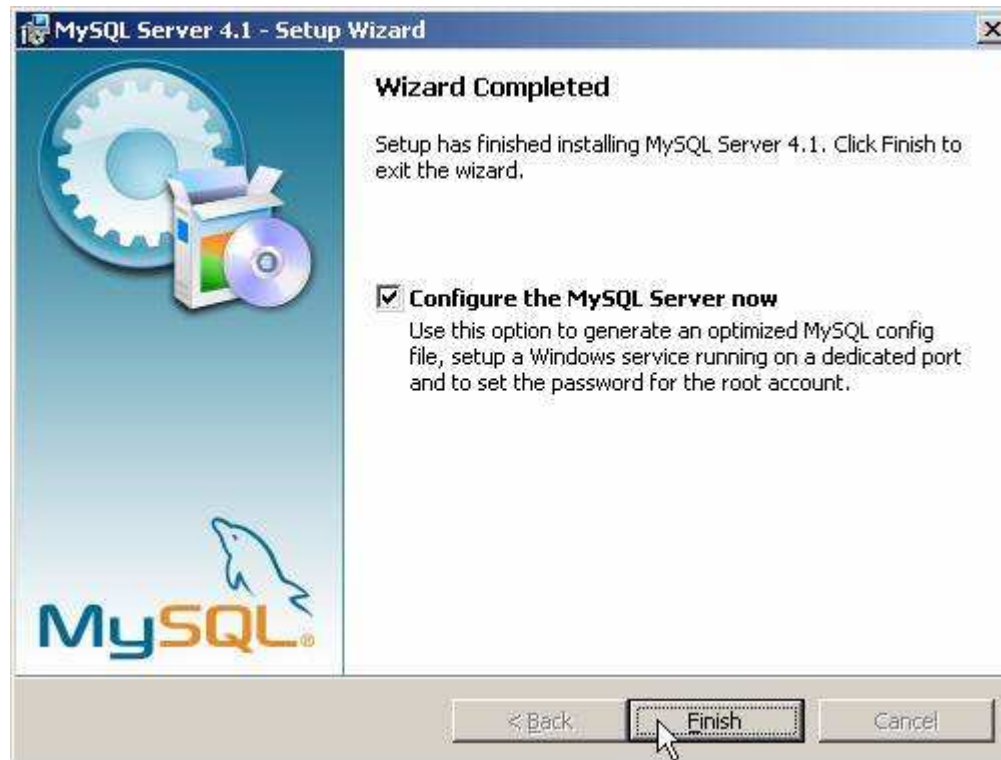 MySQL Server 4.1 - Setup Wizard
Wizard Completed
Setup has finished installing MySQL Server 4.1. Click Finish to
exit the wizard.
Configure the MySQL Server now
Use this option to generate an optimized MySQL config
file, setup a Windows service running on a dedicated port
and to set the password for the root account.
MySQL®
< Back
Finish
Cancel